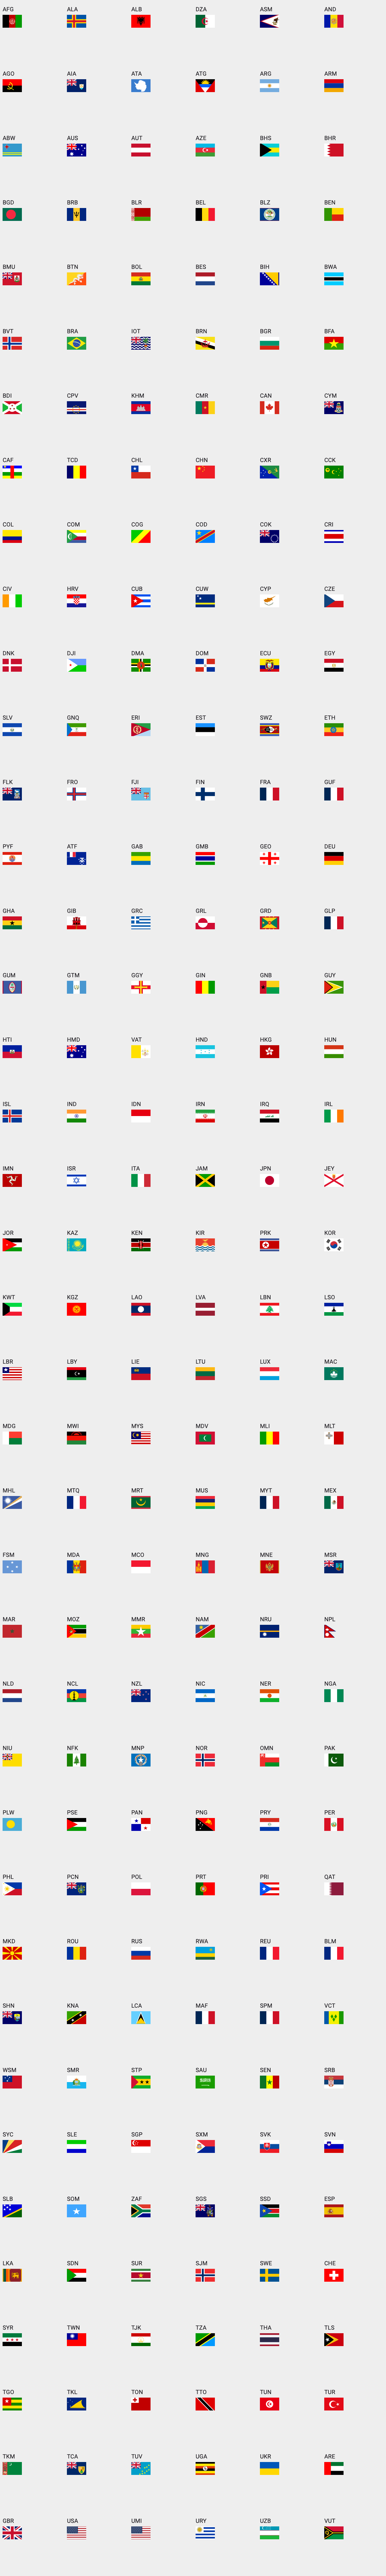 AFG ALA ALB DZA ASM AND
AGO AIA ATA ATG ARG ARM
ABW AUS AUT AZE BHS BHR
BGD BRB BLR BEL BLZ BEN
BMU BTN BOL BES BIH BWA
BVT BRA IOT BRN BGR BFA
BDI CPV KHM CMR CAN CYM
CAF TCD CHL CHN CXR CCK
COL COM COG COD COK CRI
CIV HRV CUB CUW CYP CZE
DNK DJI DMA DOM ECU EGY
SLV GNQ ERI EST SWZ ETH
FLK FRO FJI FIN FRA GUF
PYF ATF GAB GMB GEO DEU
GHA GIB GRC GRL GRD GLP
GUM GTM GGY GIN GNB GUY
HTI HMD VAT HND HKG HUN
ISL IND IDN IRN IRQ IRL
IMN ISR ITA JAM JPN JEY
JOR KAZ KEN KIR PRK KOR
KWT KGZ LAO LVA LBN LSO
LBR LBY LIE LTU LUX MAC
MDG MWI MYS MDV MLI MLT
MHL MTQ MRT MUS MYT MEX
FSM MDA MCO MNG MNE MSR
MAR MOZ MMR NAM NRU NPL
NLD NCL NZL NIC NER NGA
NIU NFK MNP NOR OMN PAK
PLW PSE PAN PNG PRY PER
PHL PCN POL PRT PRI QAT
MKD ROU RUS RWA REU BLM
SHN KNA LCA MAF SPM VCT
WSM SMR STP SAU SEN SRB
SYC SLE SGP SXM SVK SVN
SLB SOM ZAF SGS SSD ESP
LKA SDN SUR SJM SWE CHE
SYR TWN TJK TZA THA TLS
TGO TKL TON TTO TUN TUR
TKM TCA TUV UGA UKR ARE
GBR USA UMI URY UZB VUT